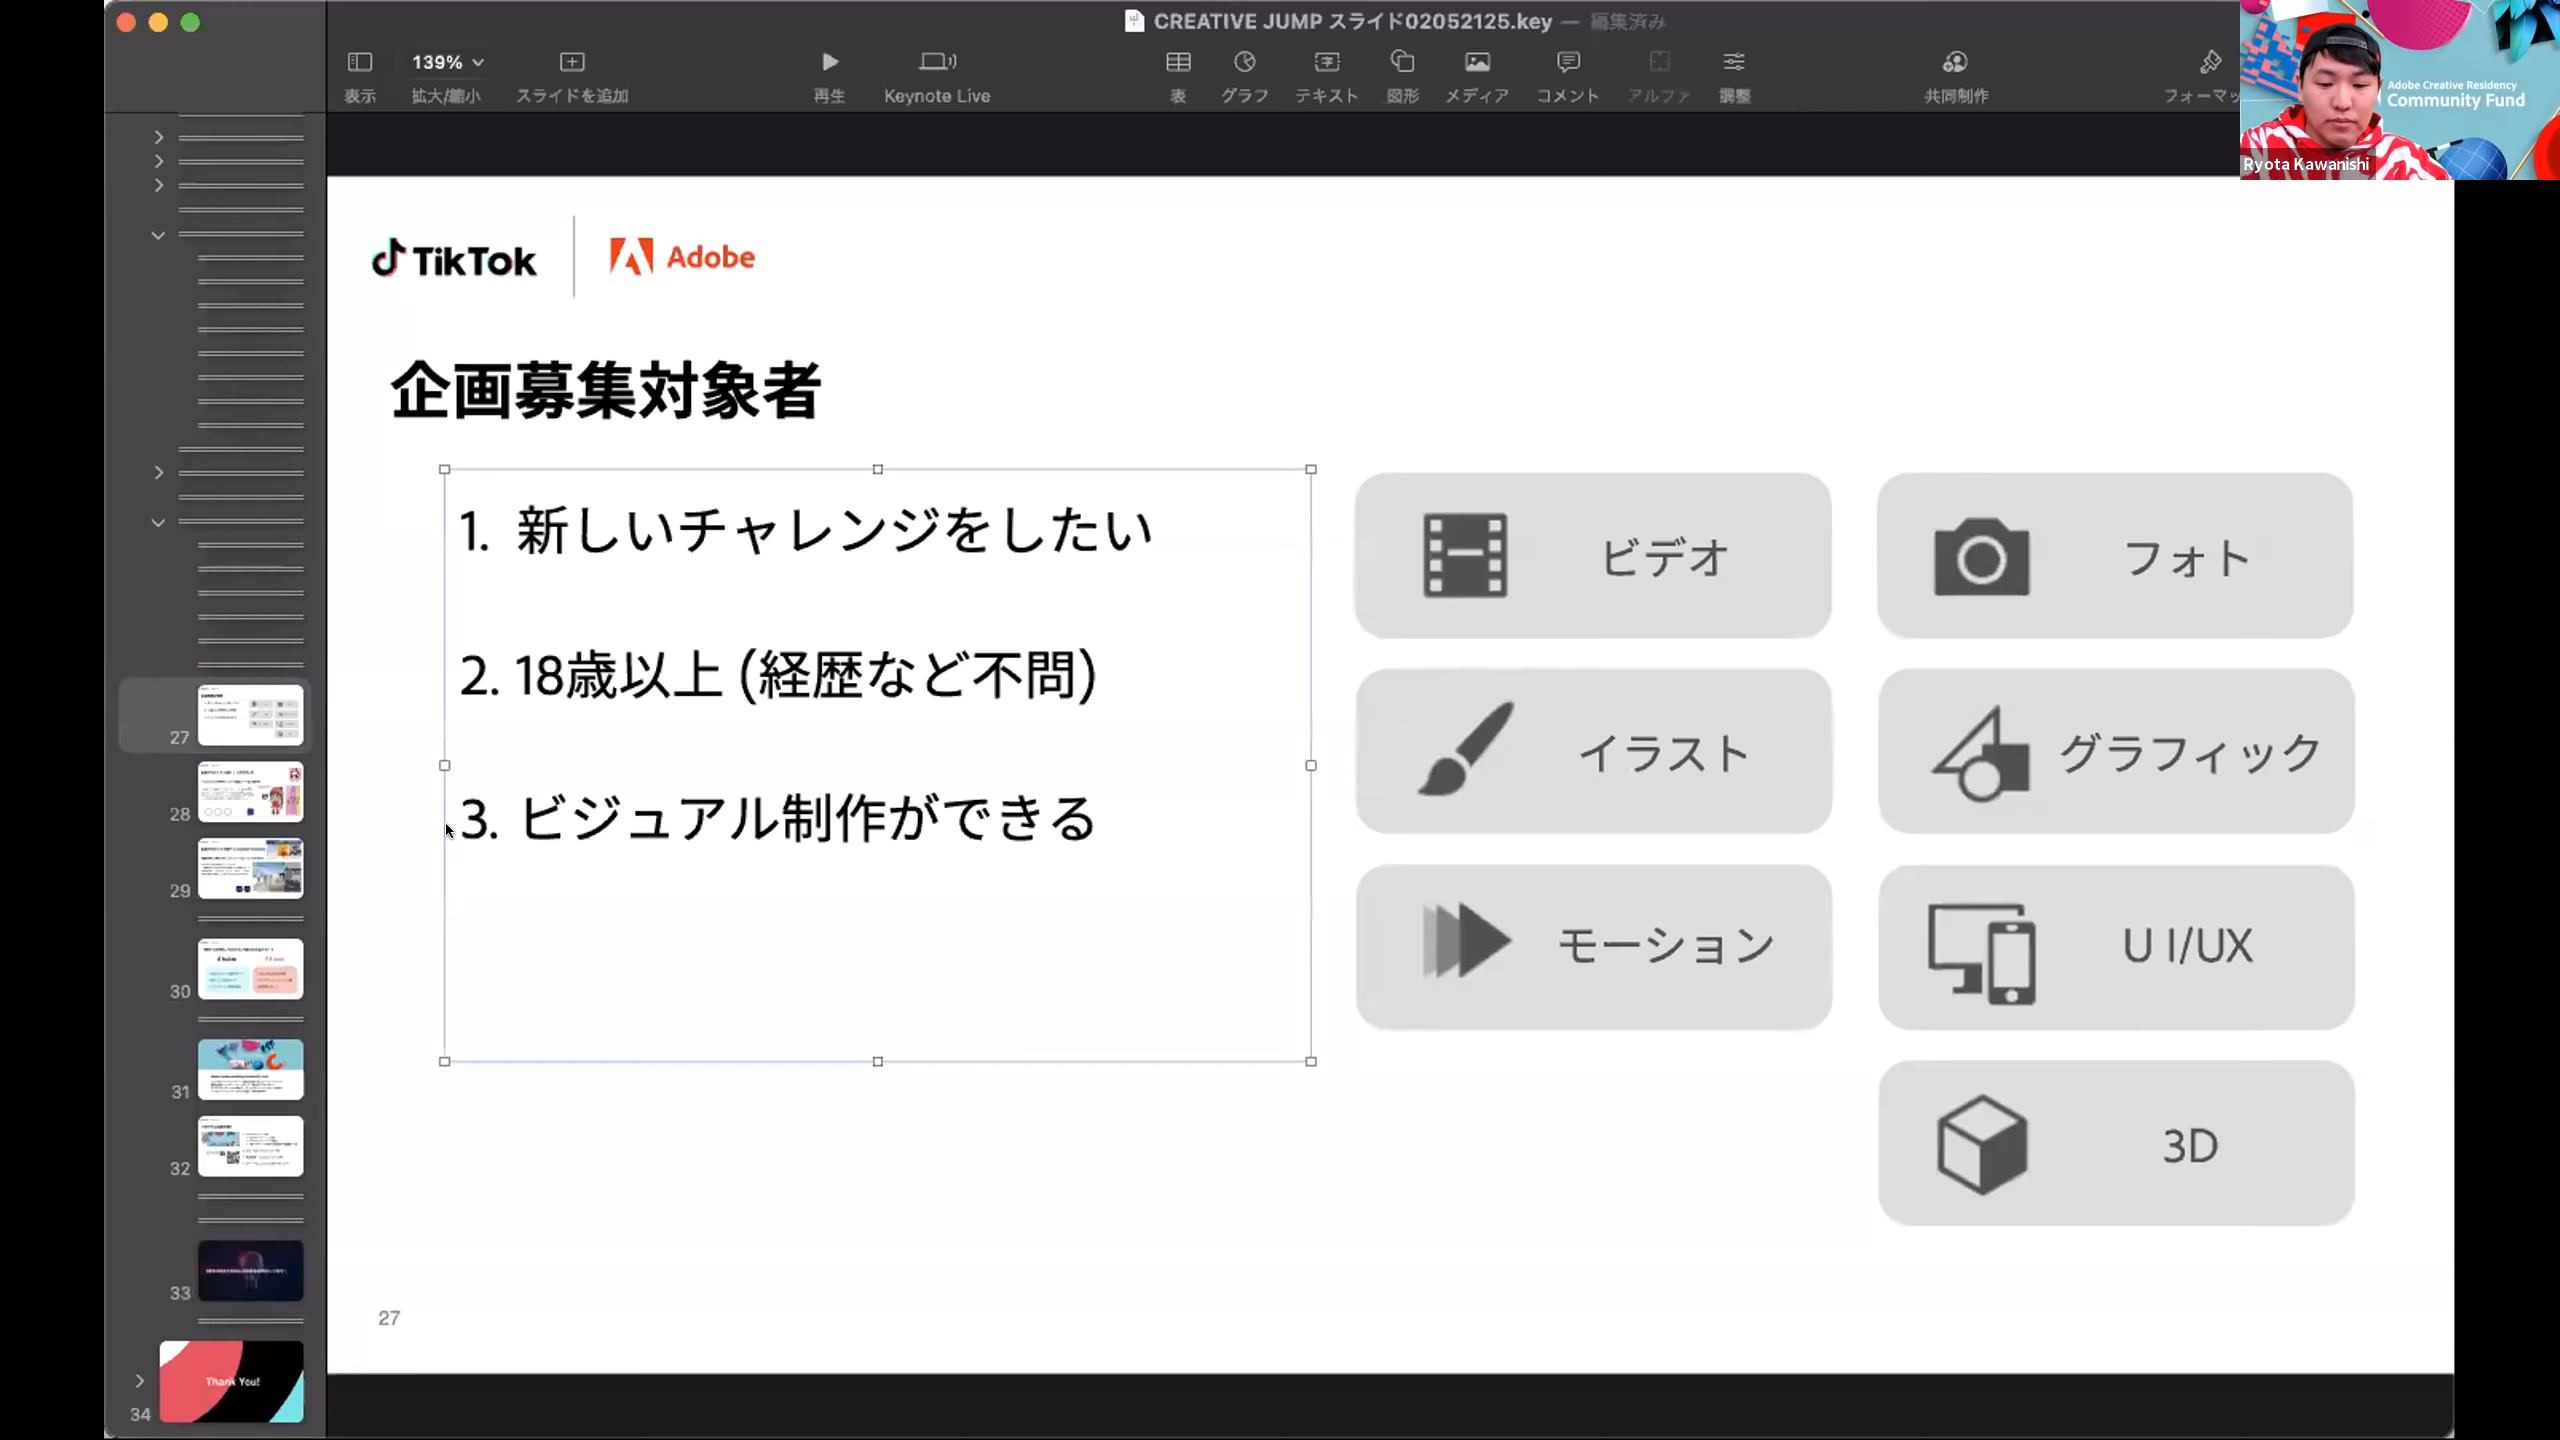 CREATIVE JUMP スライド02052125.key — 編集済み
139%
表示
拡大/縮小
スライドを追加
再生
Keynote Live
表
グラフ
テキスト
図形
メディア
コメント
アルファ
調整
共同制作
フォーマッ
Adobe Creative Residency
Community Fund
Ryota Kawanishi
TikTok
Adobe
企画募集対象者
1. 新しいチャレンジをしたい
2. 18歳以上 (経歴など不問)
3. ビジュアル制作ができる
ビデオ
フォト
イラスト
グラフィック
モーション
U I/UX
3D
27
27
28
29
30
31
32
33
Thank You!
34